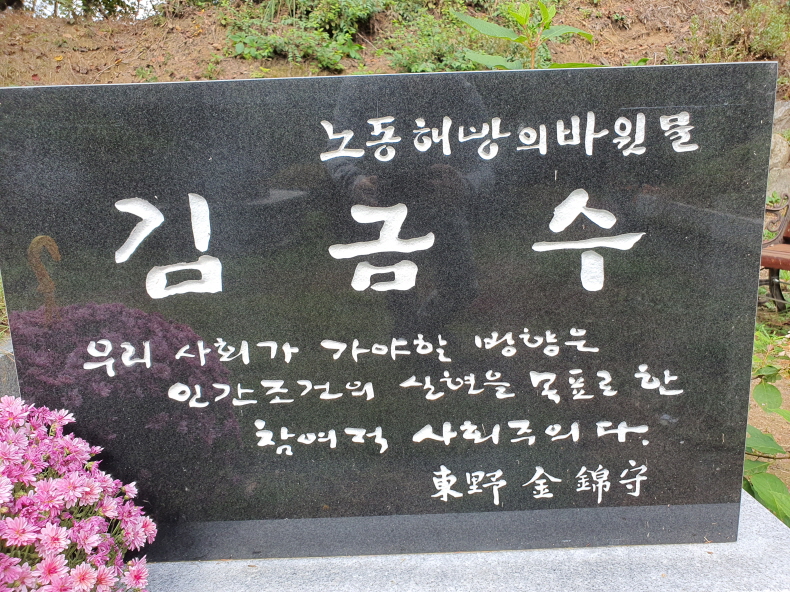 노동해방의바윗물
김금수
우리 사회가 가야할 방향은
인간조건의 실현을 목표로 한
참여적 사회주의다.
東野 金錦守